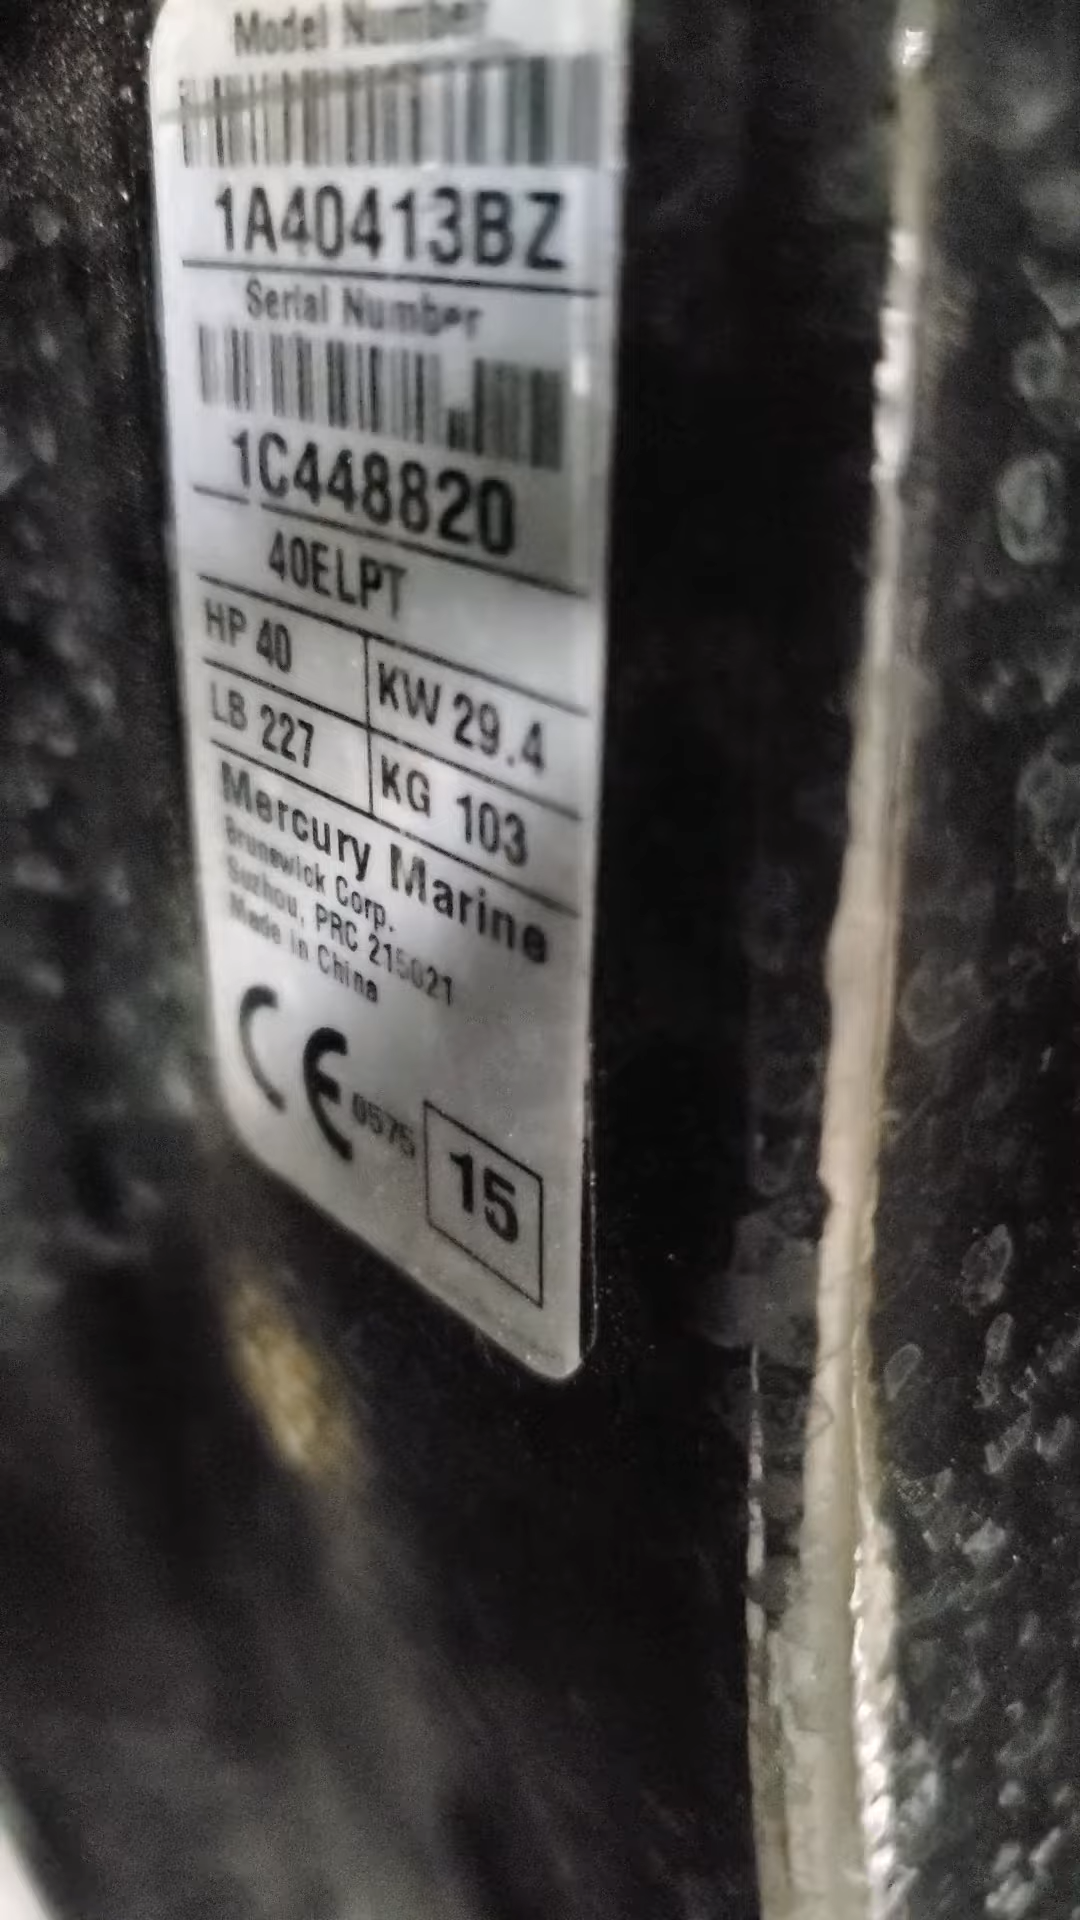 Model Number
1A40413BZ
Serial Number
1C448820
40ELPT
HP 40 KW 29.4
LB 227 KG 103
Mercury Marine
Brunswick Corp.
Suzhou, PRC 215021
Made in China
CE 0575 15